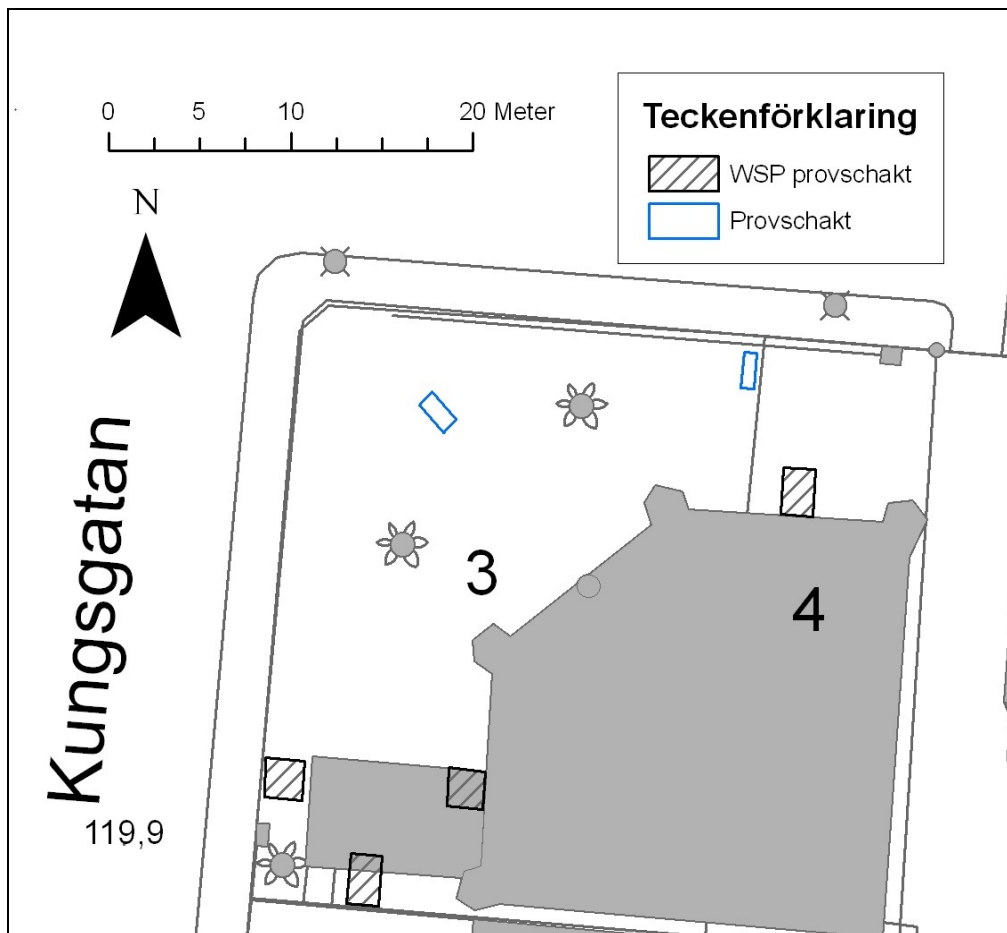 0 5 10 20 Meter
Teckenförklaring
WSP provschakt
Provschakt
N
Kungsgatan
3
4
119,9